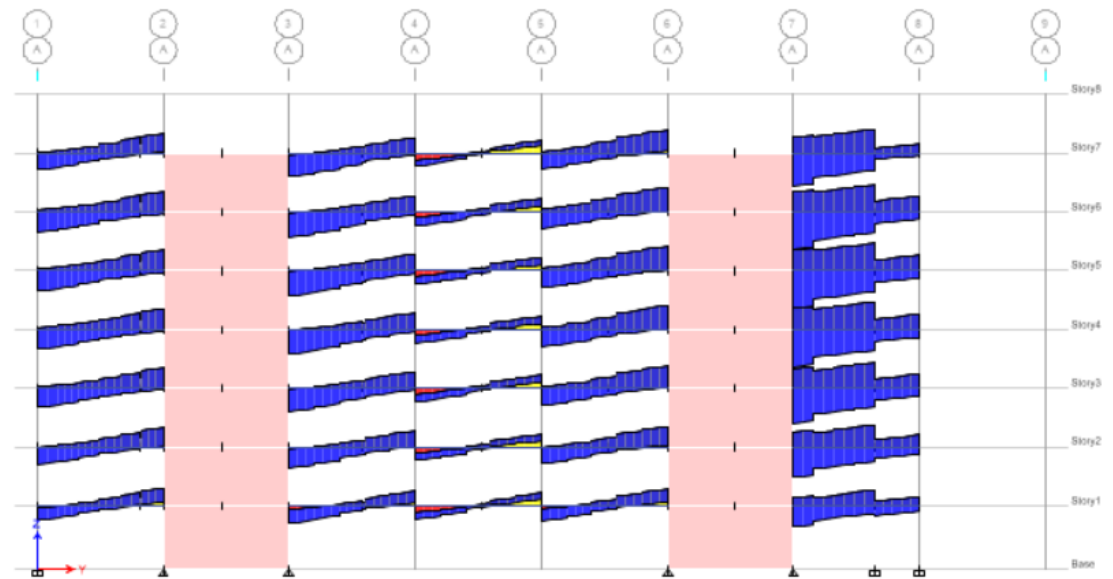 1 2 3 4 5 6 7 8 9
A A A A A A A A A
Story8
Story7
Story6
Story5
Story4
Story3
Story2
Story1
Z
Y
Base